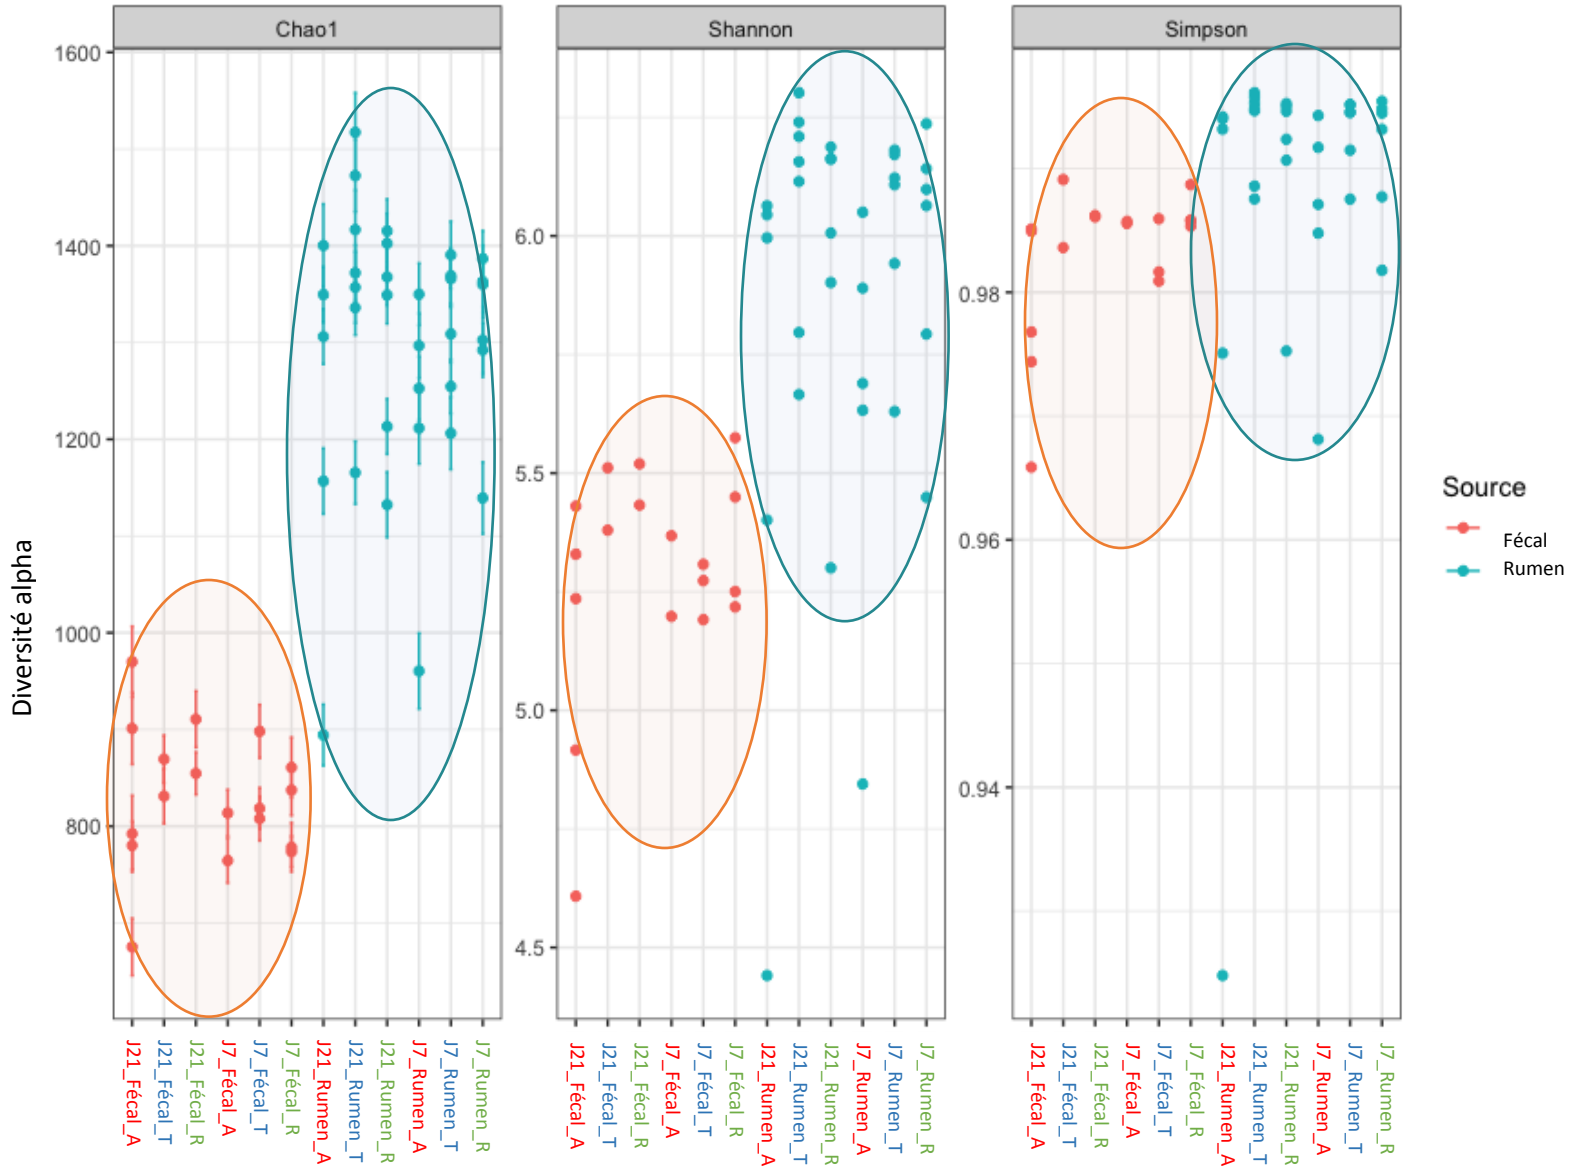 Chao1
Shannon
Simpson
Diversité alpha
1600
1400
1200
1000
800
6.0
5.5
5.0
4.5
0.98
0.96
0.94
J21_Fécal_A
J21_Fécal_T
J21_Fécal_R
J7_Fécal_A
J7_Fécal_T
J7_Fécal_R
J21_Rumen_A
J21_Rumen_T
J21_Rumen_R
J7_Rumen_A
J7_Rumen_T
J7_Rumen_R
J21_Fécal_A
J21_Fécal_T
J21_Fécal_R
J7_Fécal_A
J7_Fécal_T
J7_Fécal_R
J21_Rumen_A
J21_Rumen_T
J21_Rumen_R
J7_Rumen_A
J7_Rumen_T
J7_Rumen_R
J21_Fécal_A
J21_Fécal_T
J21_Fécal_R
J7_Fécal_A
J7_Fécal_T
J7_Fécal_R
J21_Rumen_A
J21_Rumen_T
J21_Rumen_R
J7_Rumen_A
J7_Rumen_T
J7_Rumen_R
Source
Fécal
Rumen